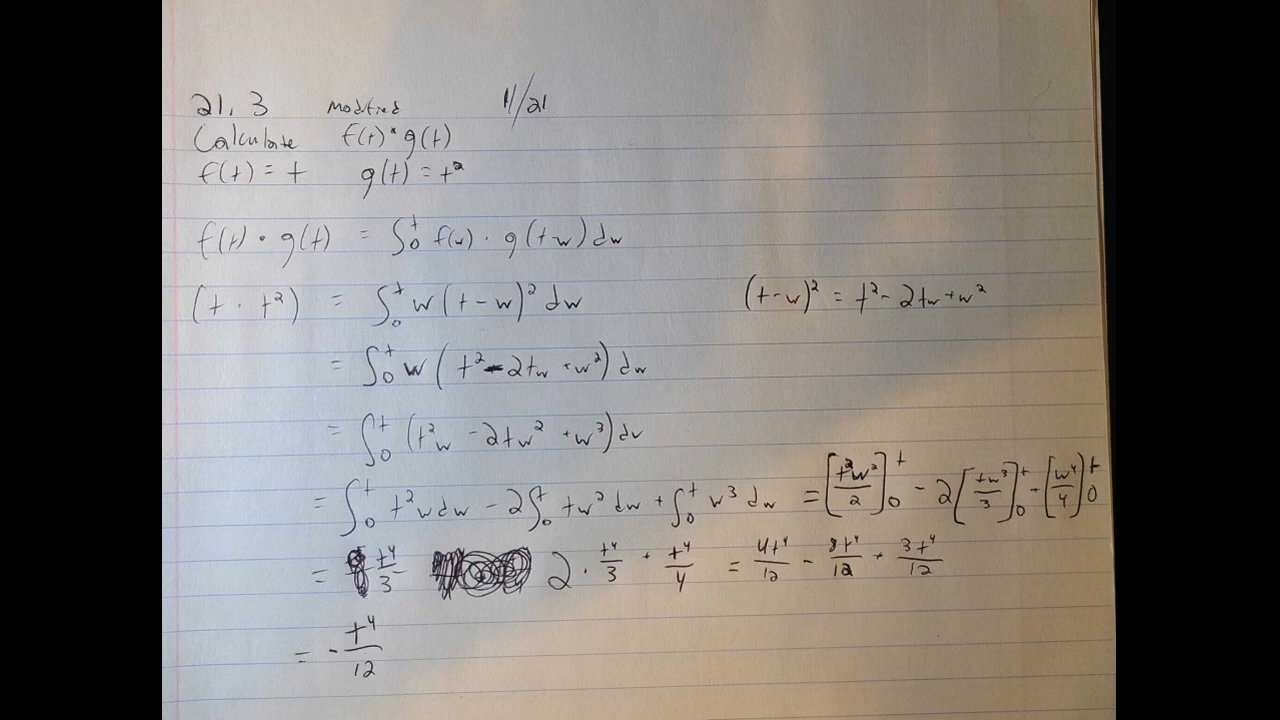 21.3 modified 1/21
Calculate f(t) * g(t)
f(t) = t g(t) = t²
f(t) · g(t) = ∫₀ᵗ f(w) · g(t-w) dw
(t · t²) = ∫₀ᵗ w (t - w)² dw (t-w)² = t² - 2tw + w²
= ∫₀ᵗ w (t² - 2tw + w²) dw
= ∫₀ᵗ (t²w - 2tw² + w³) dw
= ∫₀ᵗ t²w dw - 2∫₀ᵗ tw² dw + ∫₀ᵗ w³ dw = [t²w²/2]₀ᵗ - 2[tw³/3]₀ᵗ - [w⁴/4]₀ᵗ
= t⁴/3 2 · t⁴/3 + t⁴/4 = 4t⁴/12 - 8t⁴/12 + 3t⁴/12
= - t⁴/12